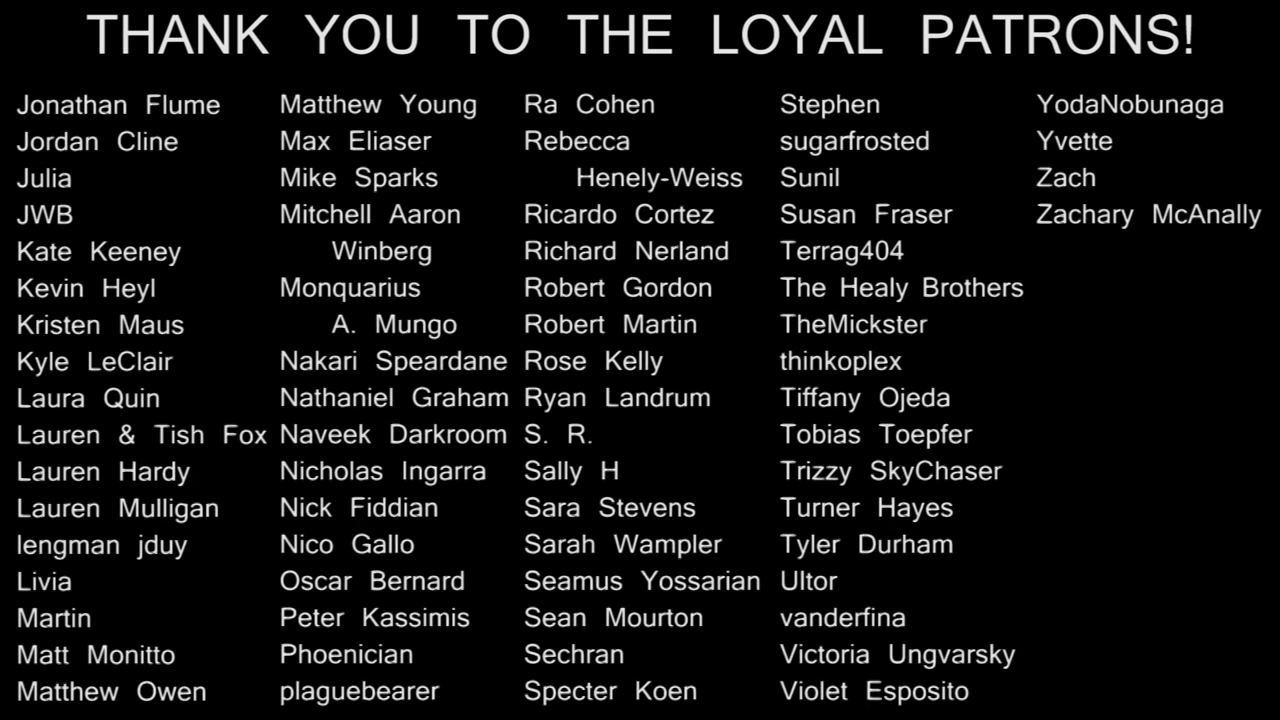 THANK YOU TO THE LOYAL PATRONS!
Jonathan Flume
Jordan Cline
Julia
JWB
Kate Keeney
Kevin Heyl
Kristen Maus
Kyle LeClair
Laura Quin
Lauren & Tish Fox
Lauren Hardy
Lauren Mulligan
lengman jduy
Livia
Martin
Matt Monitto
Matthew Owen
Matthew Young
Max Eliaser
Mike Sparks
Mitchell Aaron
Winberg
Monquarius
A. Mungo
Nakari Speardane
Nathaniel Graham
Naveek Darkroom
Nicholas Ingarra
Nick Fiddian
Nico Gallo
Oscar Bernard
Peter Kassimis
Phoenician
plaguebearer
Ra Cohen
Rebecca
Henely-Weiss
Ricardo Cortez
Richard Nerland
Robert Gordon
Robert Martin
Rose Kelly
Ryan Landrum
S. R.
Sally H
Sara Stevens
Sarah Wampler
Seamus Yossarian
Sean Mourton
Sechran
Specter Koen
Stephen
sugarfrosted
Sunil
Susan Fraser
Terrag404
The Healy Brothers
TheMickster
thinkoplex
Tiffany Ojeda
Tobias Toepfer
Trizzy SkyChaser
Turner Hayes
Tyler Durham
Ultor
vanderfina
Victoria Ungvarsky
Violet Esposito
YodaNobunaga
Yvette
Zach
Zachary McAnally